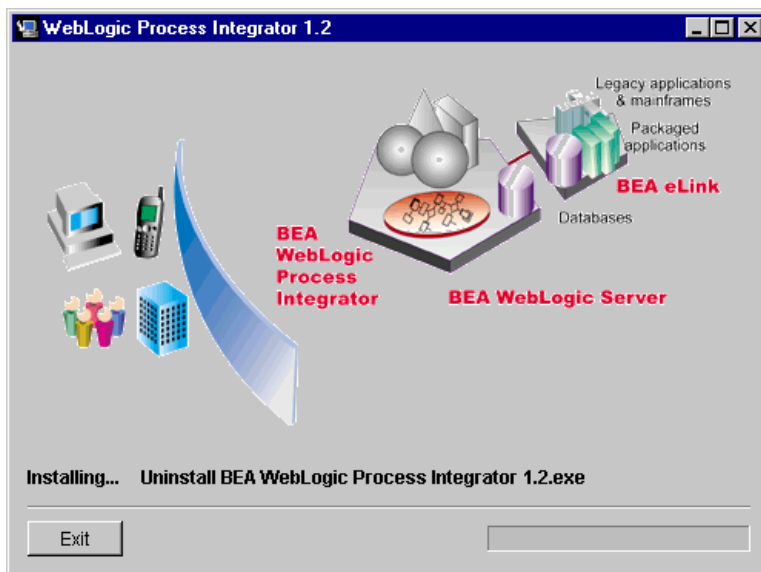 WebLogic Process Integrator 1.2
Legacy applications
& mainframes
Packaged
applications
BEA eLink
Databases
BEA
WebLogic
Process
Integrator
BEA WebLogic Server
Installing... Uninstall BEA WebLogic Process Integrator 1.2.exe
Exit